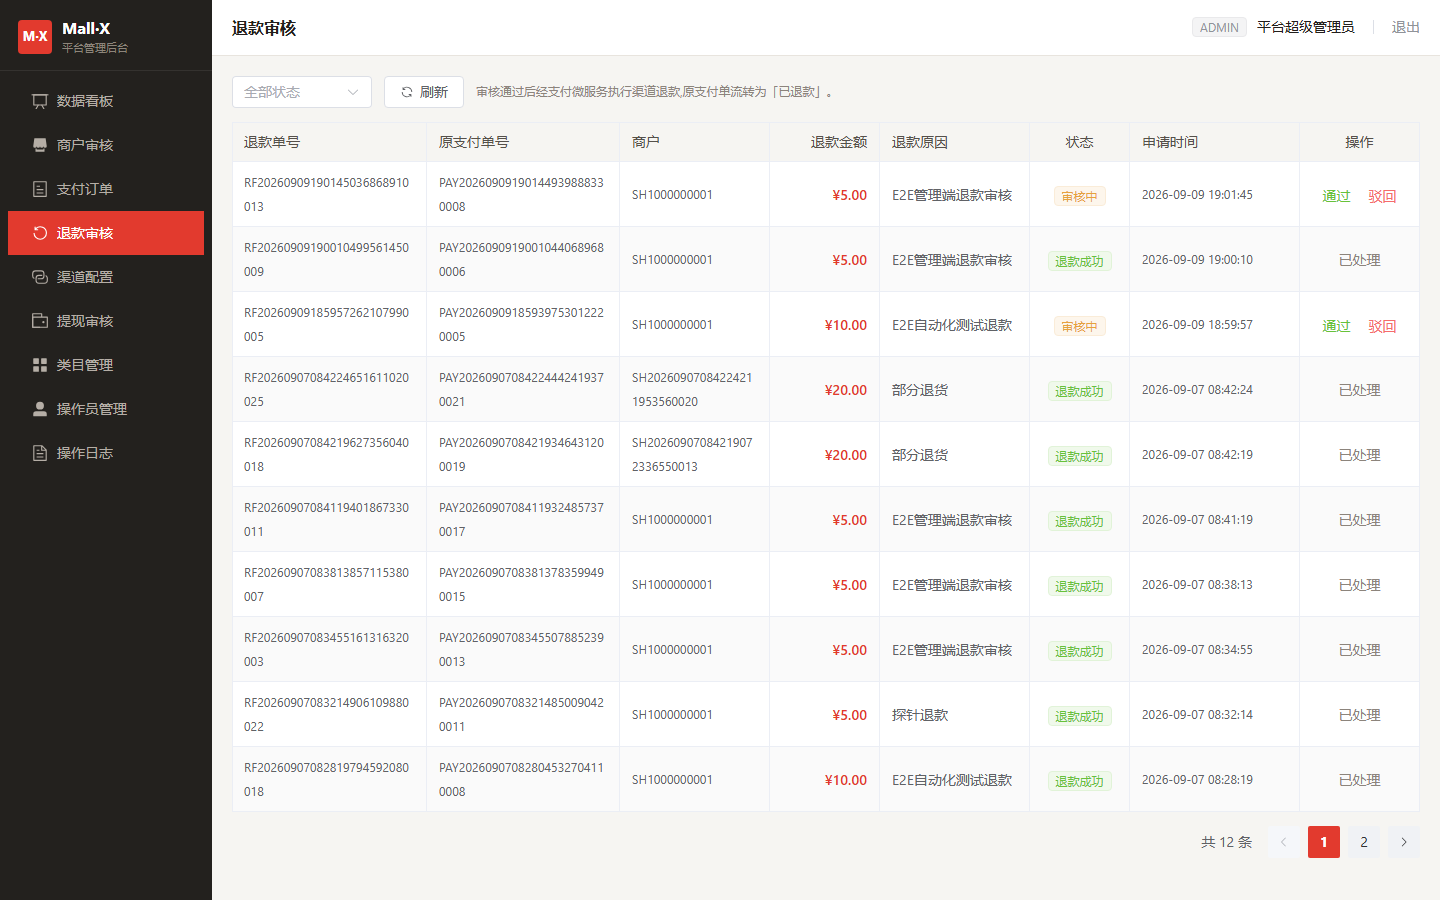 M·X
Mall·X
平台管理后台
数据看板
商户审核
支付订单
退款审核
渠道配置
提现审核
类目管理
操作员管理
操作日志
退款审核
ADMIN 平台超级管理员 退出
全部状态 刷新 审核通过后经支付微服务执行渠道退款,原支付单流转为「已退款」。
退款单号 原支付单号 商户 退款金额 退款原因 状态 申请时间 操作
RF20260909190145036868910
013
PAY2026090919014493988833
0008
SH1000000001 ¥5.00 E2E管理端退款审核 审核中 2026-09-09 19:01:45 通过 驳回
RF20260909190010499561450
009
PAY2026090919001044068968
0006
SH1000000001 ¥5.00 E2E管理端退款审核 退款成功 2026-09-09 19:00:10 已处理
RF20260909185957262107990
005
PAY2026090918593975301222
0005
SH1000000001 ¥10.00 E2E自动化测试退款 审核中 2026-09-09 18:59:57 通过 驳回
RF20260907084224651611020
025
PAY2026090708422444241937
0021
SH2026090708422421
1953560020
¥20.00 部分退货 退款成功 2026-09-07 08:42:24 已处理
RF20260907084219627356040
018
PAY2026090708421934643120
0019
SH2026090708421907
2336550013
¥20.00 部分退货 退款成功 2026-09-07 08:42:19 已处理
RF20260907084119401867330
011
PAY2026090708411932485737
0017
SH1000000001 ¥5.00 E2E管理端退款审核 退款成功 2026-09-07 08:41:19 已处理
RF20260907083813857115380
007
PAY2026090708381378359949
0015
SH1000000001 ¥5.00 E2E管理端退款审核 退款成功 2026-09-07 08:38:13 已处理
RF20260907083455161316320
003
PAY2026090708345507885239
0013
SH1000000001 ¥5.00 E2E管理端退款审核 退款成功 2026-09-07 08:34:55 已处理
RF20260907083214906109880
022
PAY2026090708321485009042
0011
SH1000000001 ¥5.00 探针退款 退款成功 2026-09-07 08:32:14 已处理
RF20260907082819794592080
018
PAY2026090708280453270411
0008
SH1000000001 ¥10.00 E2E自动化测试退款 退款成功 2026-09-07 08:28:19 已处理
共 12 条 1 2